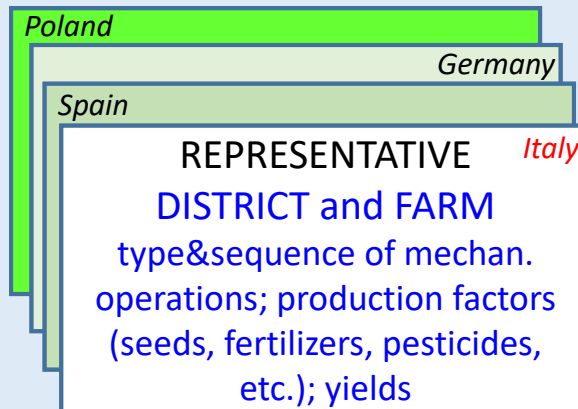 Poland
Germany
Spain
REPRESENTATIVE Italy
DISTRICT and FARM
type&sequence of mechan.
operations; production factors
(seeds, fertilizers, pesticides,
etc.); yields